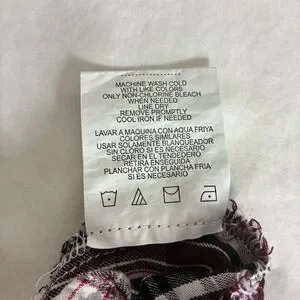 MACHINE WASH COLD
WITH LIKE COLORS
ONLY NON-CHLORINE BLEACH
WHEN NEEDED
LINE DRY
REMOVE PROMPTLY
COOL IRON IF NEEDED
LAVAR A MAQUINA CON AQUA FRIYA
COLORES SIMILARES
USAR SOLAMENTE BLANQUEADOR
SIN CLORO SI ES NECESARIO
SECAR EN EL TENDEDERO
RETIRA ENSEGUIDA
PLANCHAR CON PLANCHA FRIA
SI ES NECESARIO